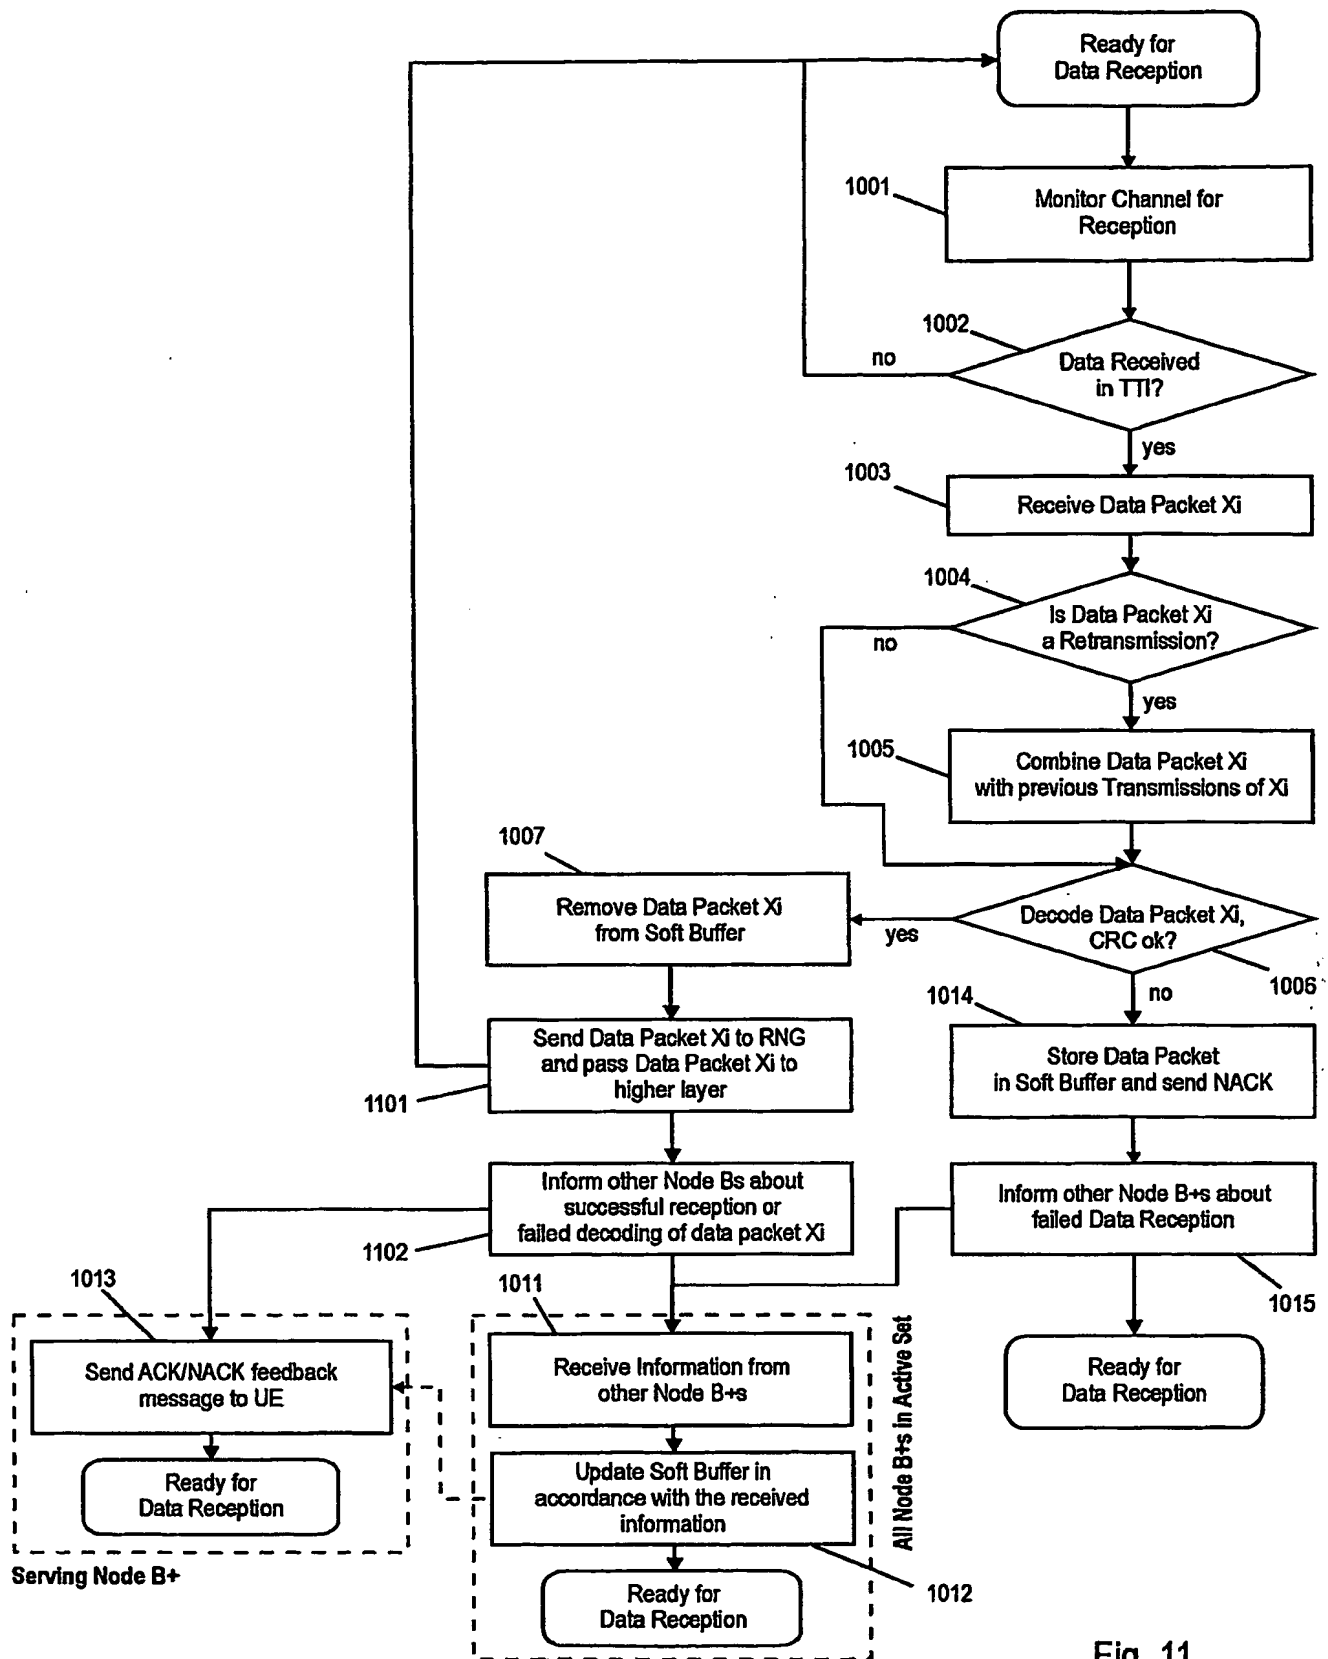 Ready for
Data Reception
1001
Monitor Channel for
Reception
1002
Data Received
in TTI?
no
yes
1003
Receive Data Packet Xi
1004
Is Data Packet Xi
a Retransmission?
no
yes
1005
Combine Data Packet Xi
with previous Transmissions of Xi
1007
Remove Data Packet Xi
from Soft Buffer
yes
Decode Data Packet Xi,
CRC ok?
1006
no
1014
Send Data Packet Xi to RNG
and pass Data Packet Xi to
higher layer
1101
Store Data Packet
in Soft Buffer and send NACK
Inform other Node Bs about
successful reception or
failed decoding of data packet Xi
1102
Inform other Node B+s about
failed Data Reception
1015
1013
Send ACK/NACK feedback
message to UE
Ready for
Data Reception
Serving Node B+
1011
Receive Information from
other Node B+s
Update Soft Buffer in
accordance with the received
information
1012
Ready for
Data Reception
All Node B+s in Active Set
Ready for
Data Reception
Fig. 11